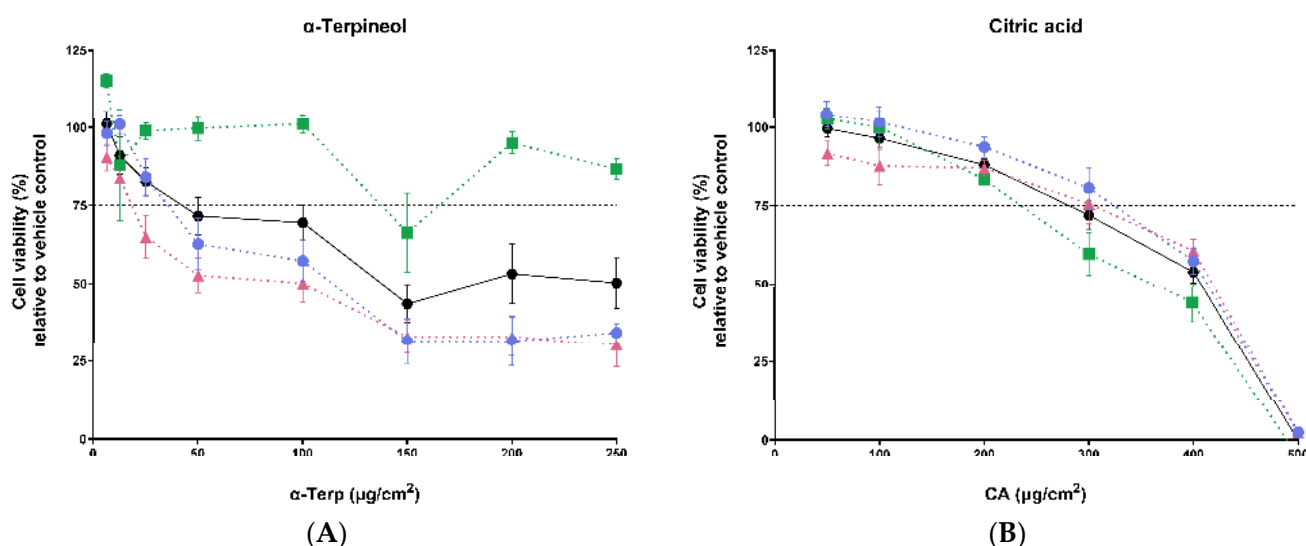 α-Terpineol
125
100
75
50
25
0
Cell viability (%)
relative to vehicle control
0 50 100 150 200 250
α-Terp (µg/cm²)
(A)
Citric acid
125
100
75
50
25
0
Cell viability (%)
relative to vehicle control
0 100 200 300 400 500
CA (µg/cm²)
(B)